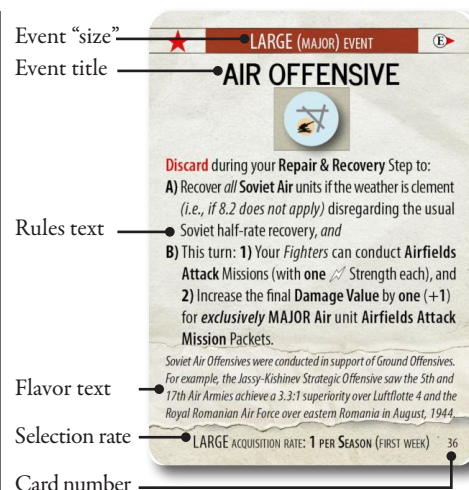 Event “size”
LARGE (MAJOR) EVENT
E
Event title
AIR OFFENSIVE
Discard during your Repair & Recovery Step to:
A) Recover all Soviet Air units if the weather is clement
(i.e., if 8.2 does not apply) disregarding the usual
Rules text
Soviet half-rate recovery, and
B) This turn: 1) Your Fighters can conduct Airfields
Attack Missions (with one Strength each), and
2) Increase the final Damage Value by one (+1)
for exclusively MAJOR Air unit Airfields Attack
Mission Packets.
Soviet Air Offensives were conducted in support of Ground Offensives.
Flavor text
For example, the Jassy-Kishinev Strategic Offensive saw the 5th and
17th Air Armies achieve a 3.3:1 superiority over Luftflotte 4 and the
Royal Romanian Air Force over eastern Romania in August, 1944.
Selection rate
LARGE ACQUISITION RATE: 1 PER SEASON (FIRST WEEK)
36
Card number